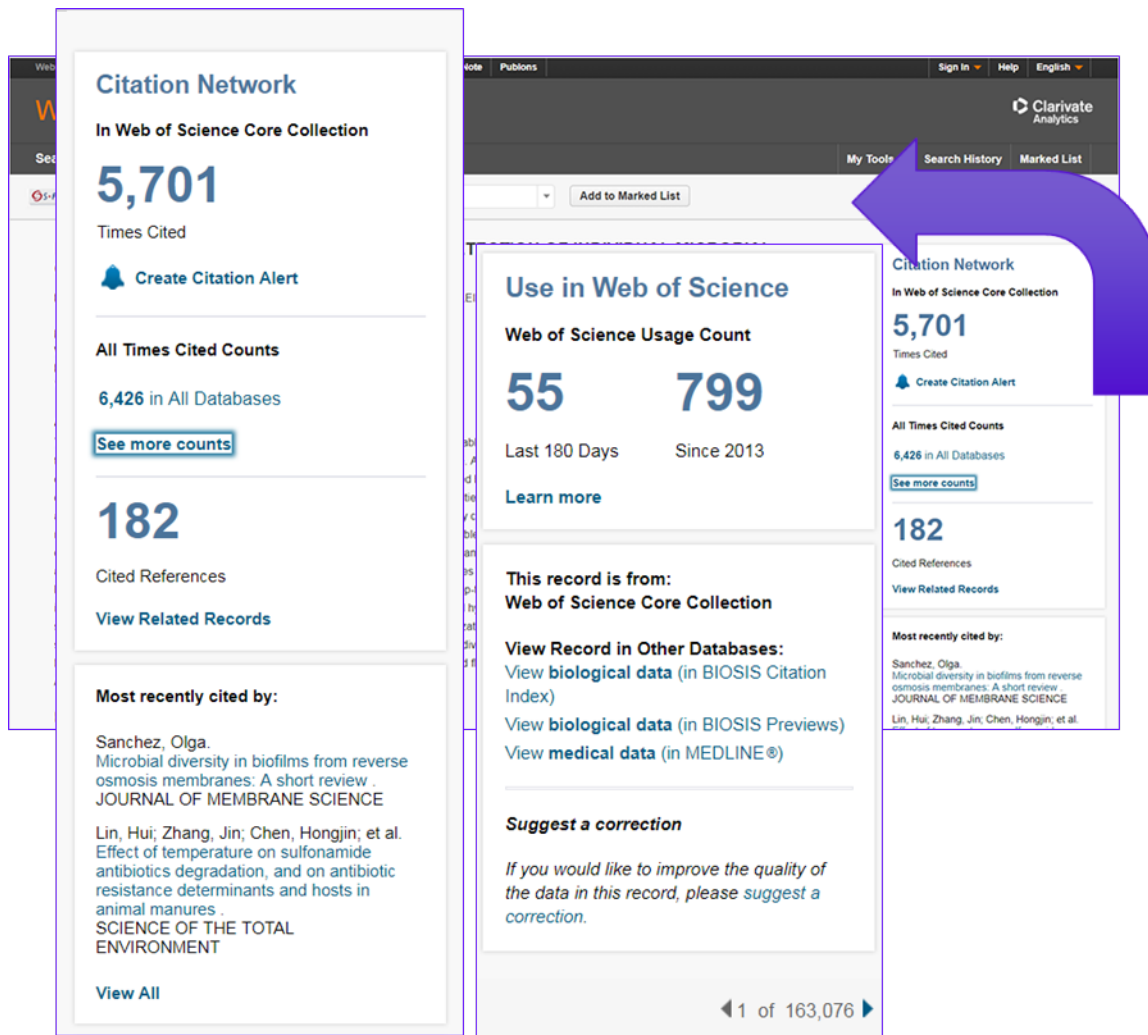 Web
Note
Publons
Sign In
Help
English
W
Clarivate
Analytics
Sea
My Tools
Search History
Marked List
Add to Marked List
Citation Network
In Web of Science Core Collection
5,701
Times Cited
Create Citation Alert
All Times Cited Counts
6,426 in All Databases
See more counts
182
Cited References
View Related Records
Most recently cited by:
Sanchez, Olga.
Microbial diversity in biofilms from reverse
osmosis membranes: A short review .
JOURNAL OF MEMBRANE SCIENCE
Lin, Hui; Zhang, Jin; Chen, Hongjin; et al.
Effect of temperature on sulfonamide
antibiotics degradation, and on antibiotic
resistance determinants and hosts in
animal manures .
SCIENCE OF THE TOTAL
ENVIRONMENT
View All
Use in Web of Science
Web of Science Usage Count
55 799
Last 180 Days Since 2013
Learn more
This record is from:
Web of Science Core Collection
View Record in Other Databases:
View biological data (in BIOSIS Citation
Index)
View biological data (in BIOSIS Previews)
View medical data (in MEDLINE®)
Suggest a correction
If you would like to improve the quality of
the data in this record, please suggest a
correction.
1 of 163,076
Citation Network
In Web of Science Core Collection
5,701
Times Cited
Create Citation Alert
All Times Cited Counts
6,426 in All Databases
See more counts
182
Cited References
View Related Records
Most recently cited by:
Sanchez, Olga.
Microbial diversity in biofilms from reverse
osmosis membranes: A short review .
JOURNAL OF MEMBRANE SCIENCE
Lin, Hui; Zhang, Jin; Chen, Hongjin; et al.